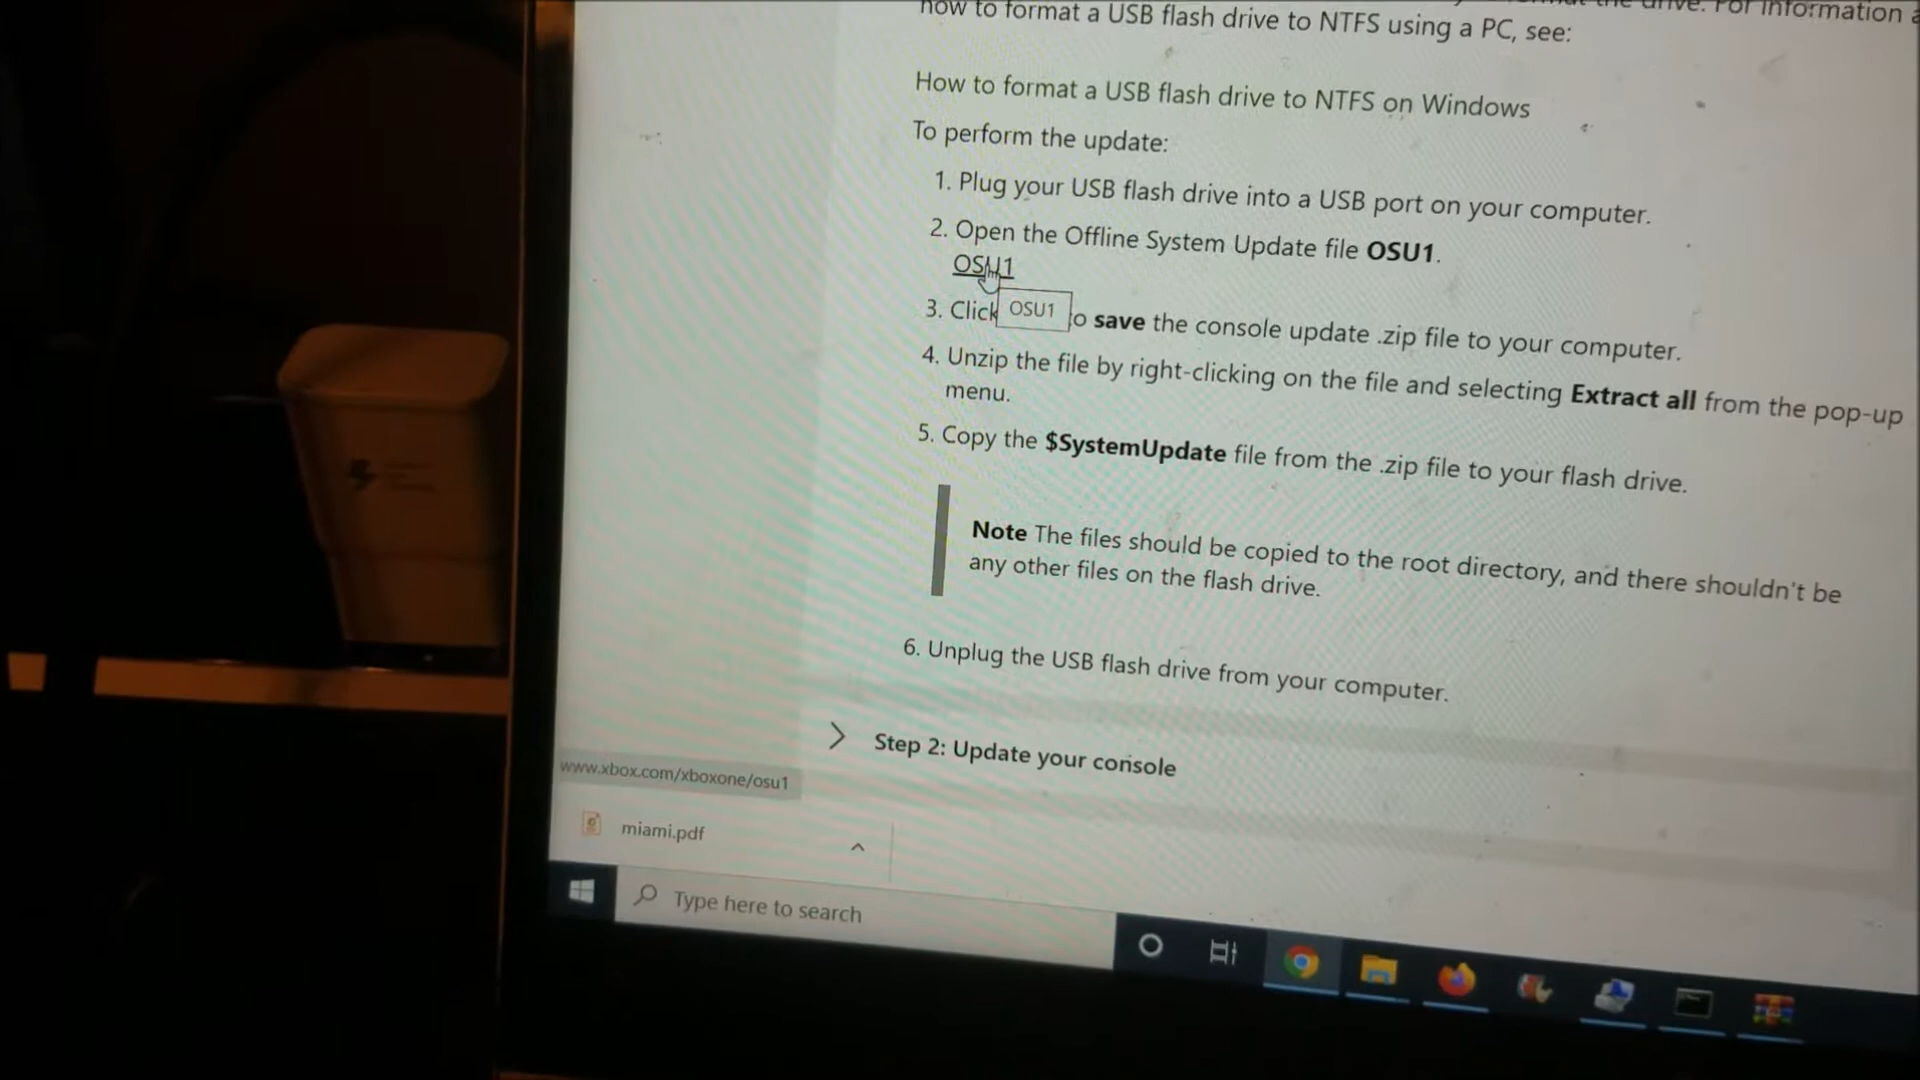 the drive. For information a
how to format a USB flash drive to NTFS using a PC, see:
How to format a USB flash drive to NTFS on Windows
To perform the update:
1. Plug your USB flash drive into a USB port on your computer.
2. Open the Offline System Update file OSU1.
OSU1
OSU1
3. Click to save the console update .zip file to your computer.
4. Unzip the file by right-clicking on the file and selecting Extract all from the pop-up
menu.
5. Copy the $SystemUpdate file from the .zip file to your flash drive.
Note The files should be copied to the root directory, and there shouldn't be
any other files on the flash drive.
6. Unplug the USB flash drive from your computer.
Step 2: Update your console
www.xbox.com/xboxone/osu1
miami.pdf
Type here to search